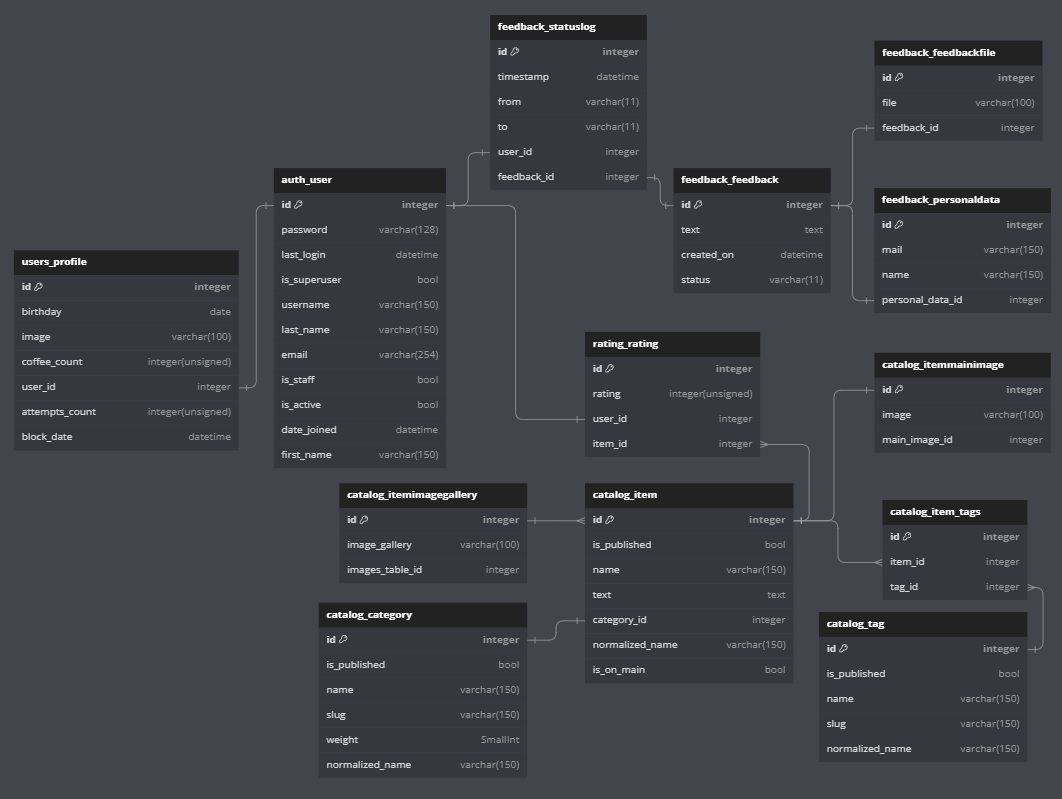 feedback_statuslog
id integer
timestamp datetime
from varchar(11)
to varchar(11)
user_id integer
feedback_id integer
feedback_feedbackfile
id integer
file varchar(100)
feedback_id integer
auth_user
id integer
password varchar(128)
last_login datetime
is_superuser bool
username varchar(150)
last_name varchar(150)
email varchar(254)
is_staff bool
is_active bool
date_joined datetime
first_name varchar(150)
feedback_feedback
id integer
text text
created_on datetime
status varchar(11)
feedback_personaldata
id integer
mail varchar(150)
name varchar(150)
personal_data_id integer
users_profile
id integer
birthday date
image varchar(100)
coffee_count integer(unsigned)
user_id integer
attempts_count integer(unsigned)
block_date datetime
rating_rating
id integer
rating integer(unsigned)
user_id integer
item_id integer
catalog_itemmainimage
id integer
image varchar(100)
main_image_id integer
catalog_itemimagegallery
id integer
image_gallery varchar(100)
images_table_id integer
catalog_item
id integer
is_published bool
name varchar(150)
text text
category_id integer
normalized_name varchar(150)
is_on_main bool
catalog_item_tags
id integer
item_id integer
tag_id integer
catalog_category
id integer
is_published bool
name varchar(150)
slug varchar(150)
weight SmallInt
normalized_name varchar(150)
catalog_tag
id integer
is_published bool
name varchar(150)
slug varchar(150)
normalized_name varchar(150)